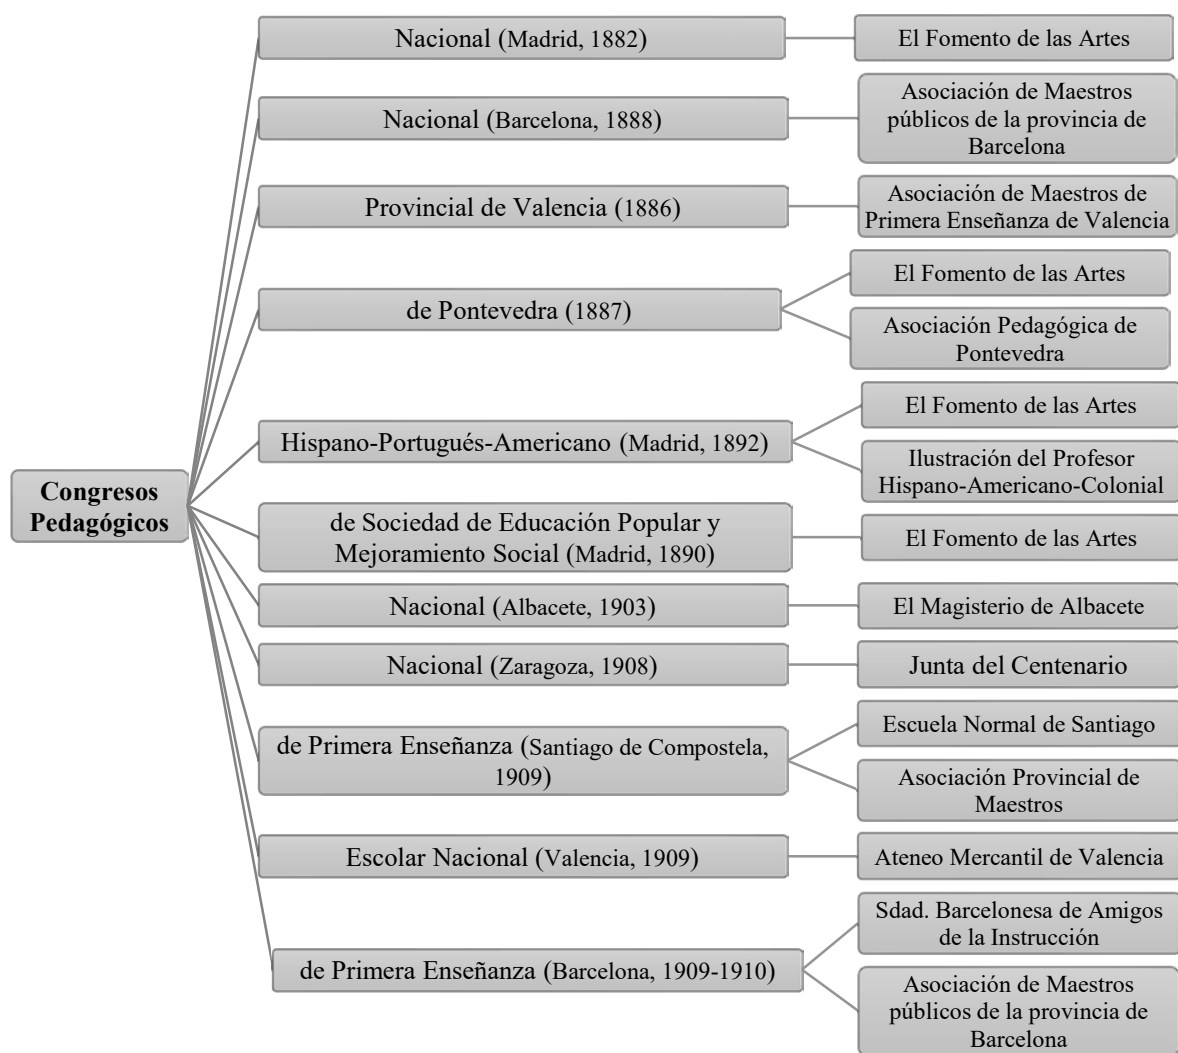 Nacional (Madrid, 1882)
El Fomento de las Artes
Nacional (Barcelona, 1888)
Asociación de Maestros
públicos de la provincia de
Barcelona
Provincial de Valencia (1886)
Asociación de Maestros de
Primera Enseñanza de Valencia
de Pontevedra (1887)
El Fomento de las Artes
Asociación Pedagógica de
Pontevedra
Hispano-Portugués-Americano (Madrid, 1892)
El Fomento de las Artes
Ilustración del Profesor
Hispano-Americano-Colonial
Congresos
Pedagógicos
de Sociedad de Educación Popular y
Mejoramiento Social (Madrid, 1890)
El Fomento de las Artes
Nacional (Albacete, 1903)
El Magisterio de Albacete
Nacional (Zaragoza, 1908)
Junta del Centenario
de Primera Enseñanza (Santiago de Compostela,
1909)
Escuela Normal de Santiago
Asociación Provincial de
Maestros
Escolar Nacional (Valencia, 1909)
Ateneo Mercantil de Valencia
de Primera Enseñanza (Barcelona, 1909-1910)
Sdad. Barcelonesa de Amigos
de la Instrucción
Asociación de Maestros
públicos de la provincia de
Barcelona